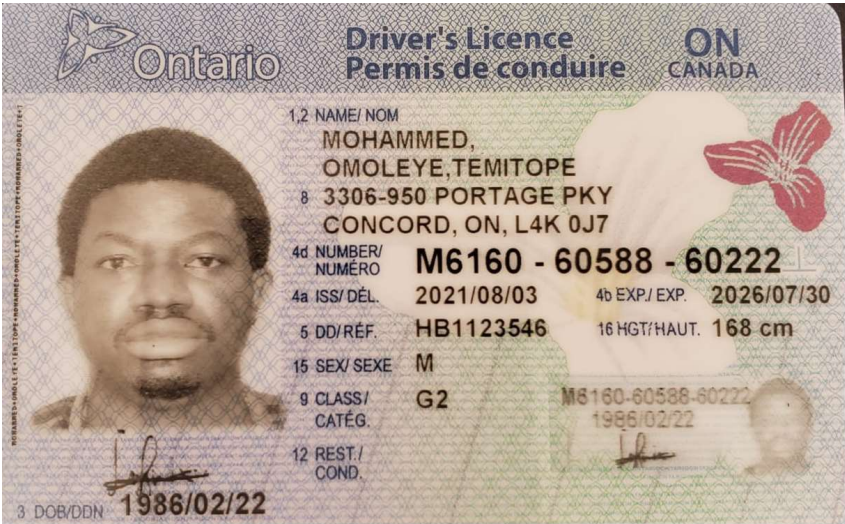 Ontario
Driver's Licence
Permis de conduire
ON
CANADA
1,2 NAME/ NOM
MOHAMMED,
OMOLEYE,TEMITOPE
8 3306-950 PORTAGE PKY
CONCORD, ON, L4K 0J7
4d NUMBER/
NUMÉRO
M6160 - 60588 - 60222
4a ISS/ DÉL. 2021/08/03 4b EXP./ EXP. 2026/07/30
5 DD/RÉF. HB1123546 16 HGT/HAUT. 168 cm
15 SEX/ SEXE M
9 CLASS/
CATÉG.
G2
12 REST./
COND.
M6160-60588-60222
1986/02/22
3 DOB/DDN 1986/02/22